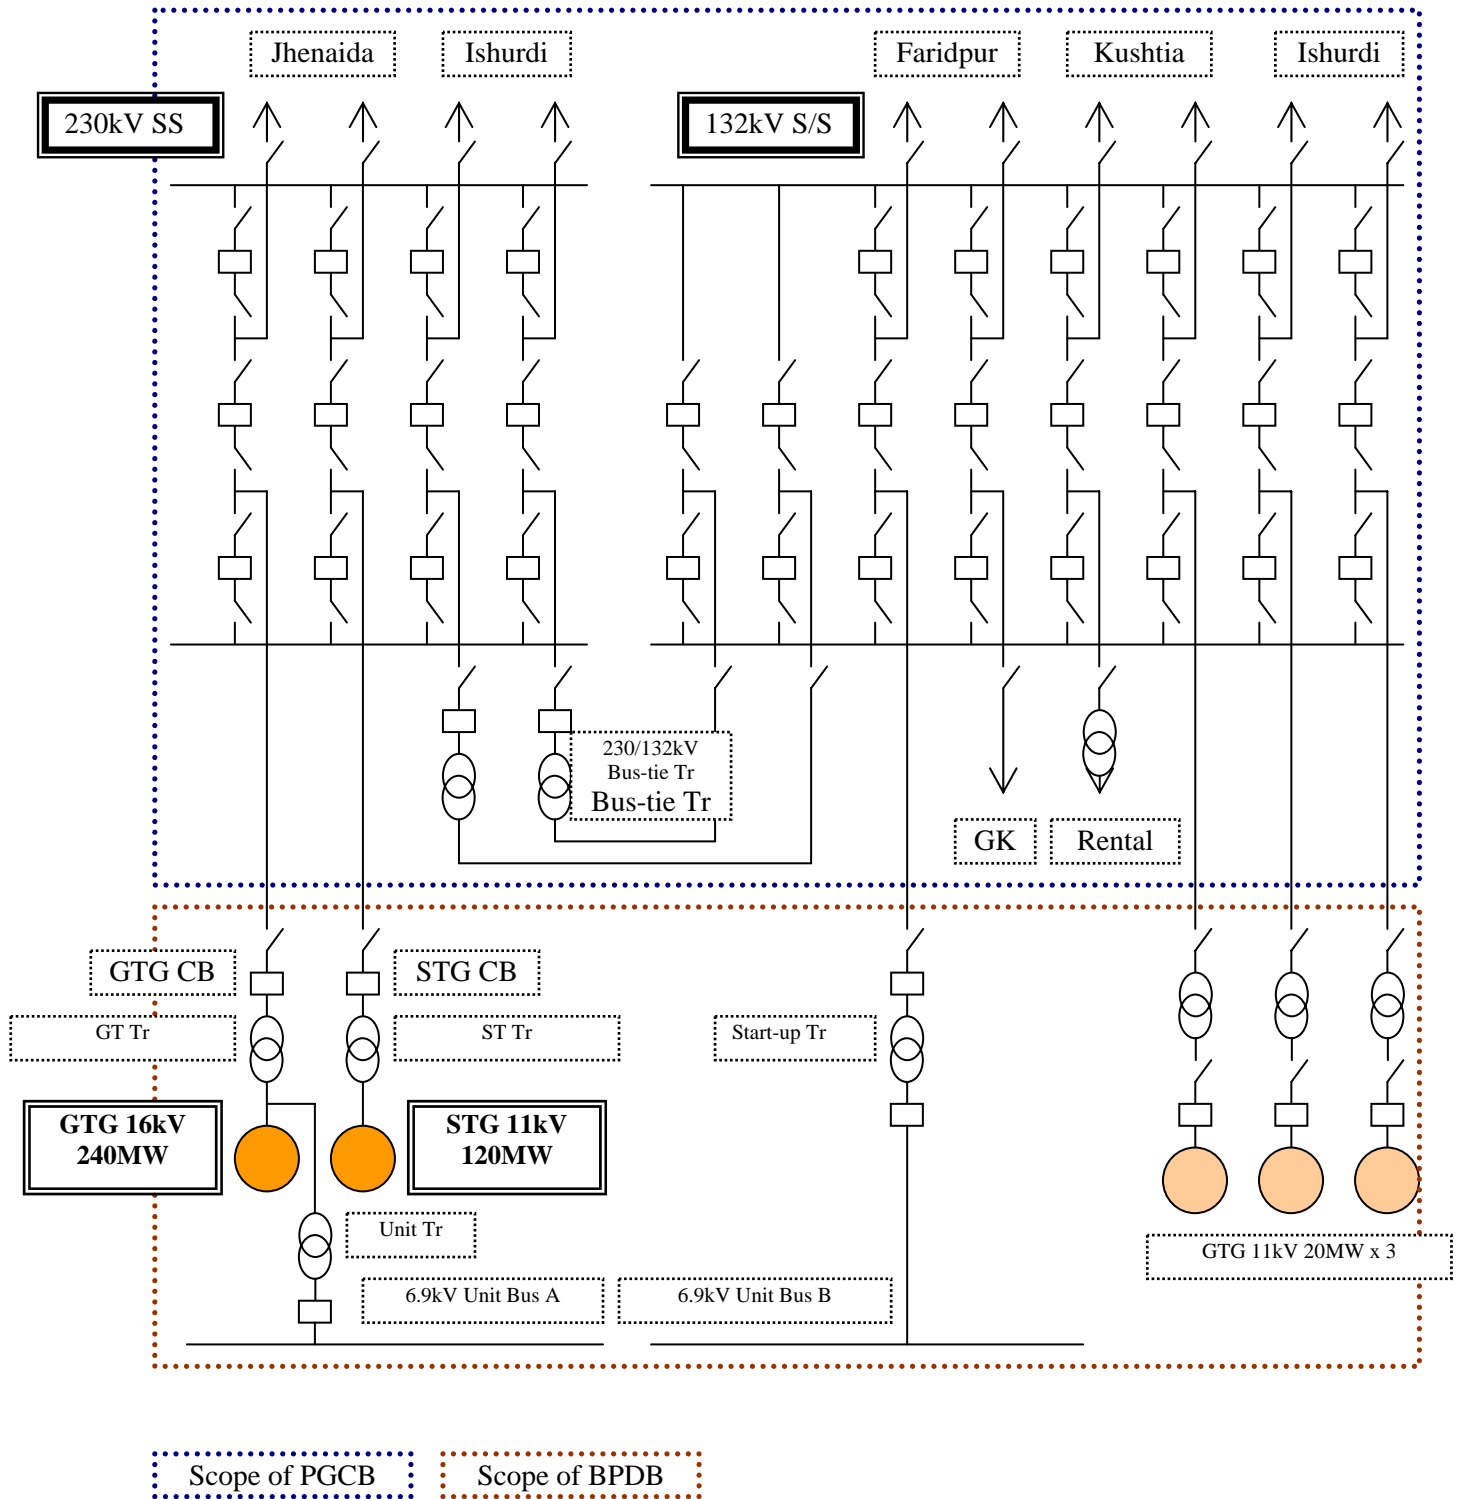 Jhenaida
Ishurdi
Faridpur
Kushtia
Ishurdi
230kV SS
132kV S/S
230/132kV
Bus-tie Tr
Bus-tie Tr
GK
Rental
GTG CB
STG CB
GT Tr
ST Tr
Start-up Tr
GTG 16kV
240MW
STG 11kV
120MW
Unit Tr
GTG 11kV 20MW x 3
6.9kV Unit Bus A
6.9kV Unit Bus B
Scope of PGCB
Scope of BPDB